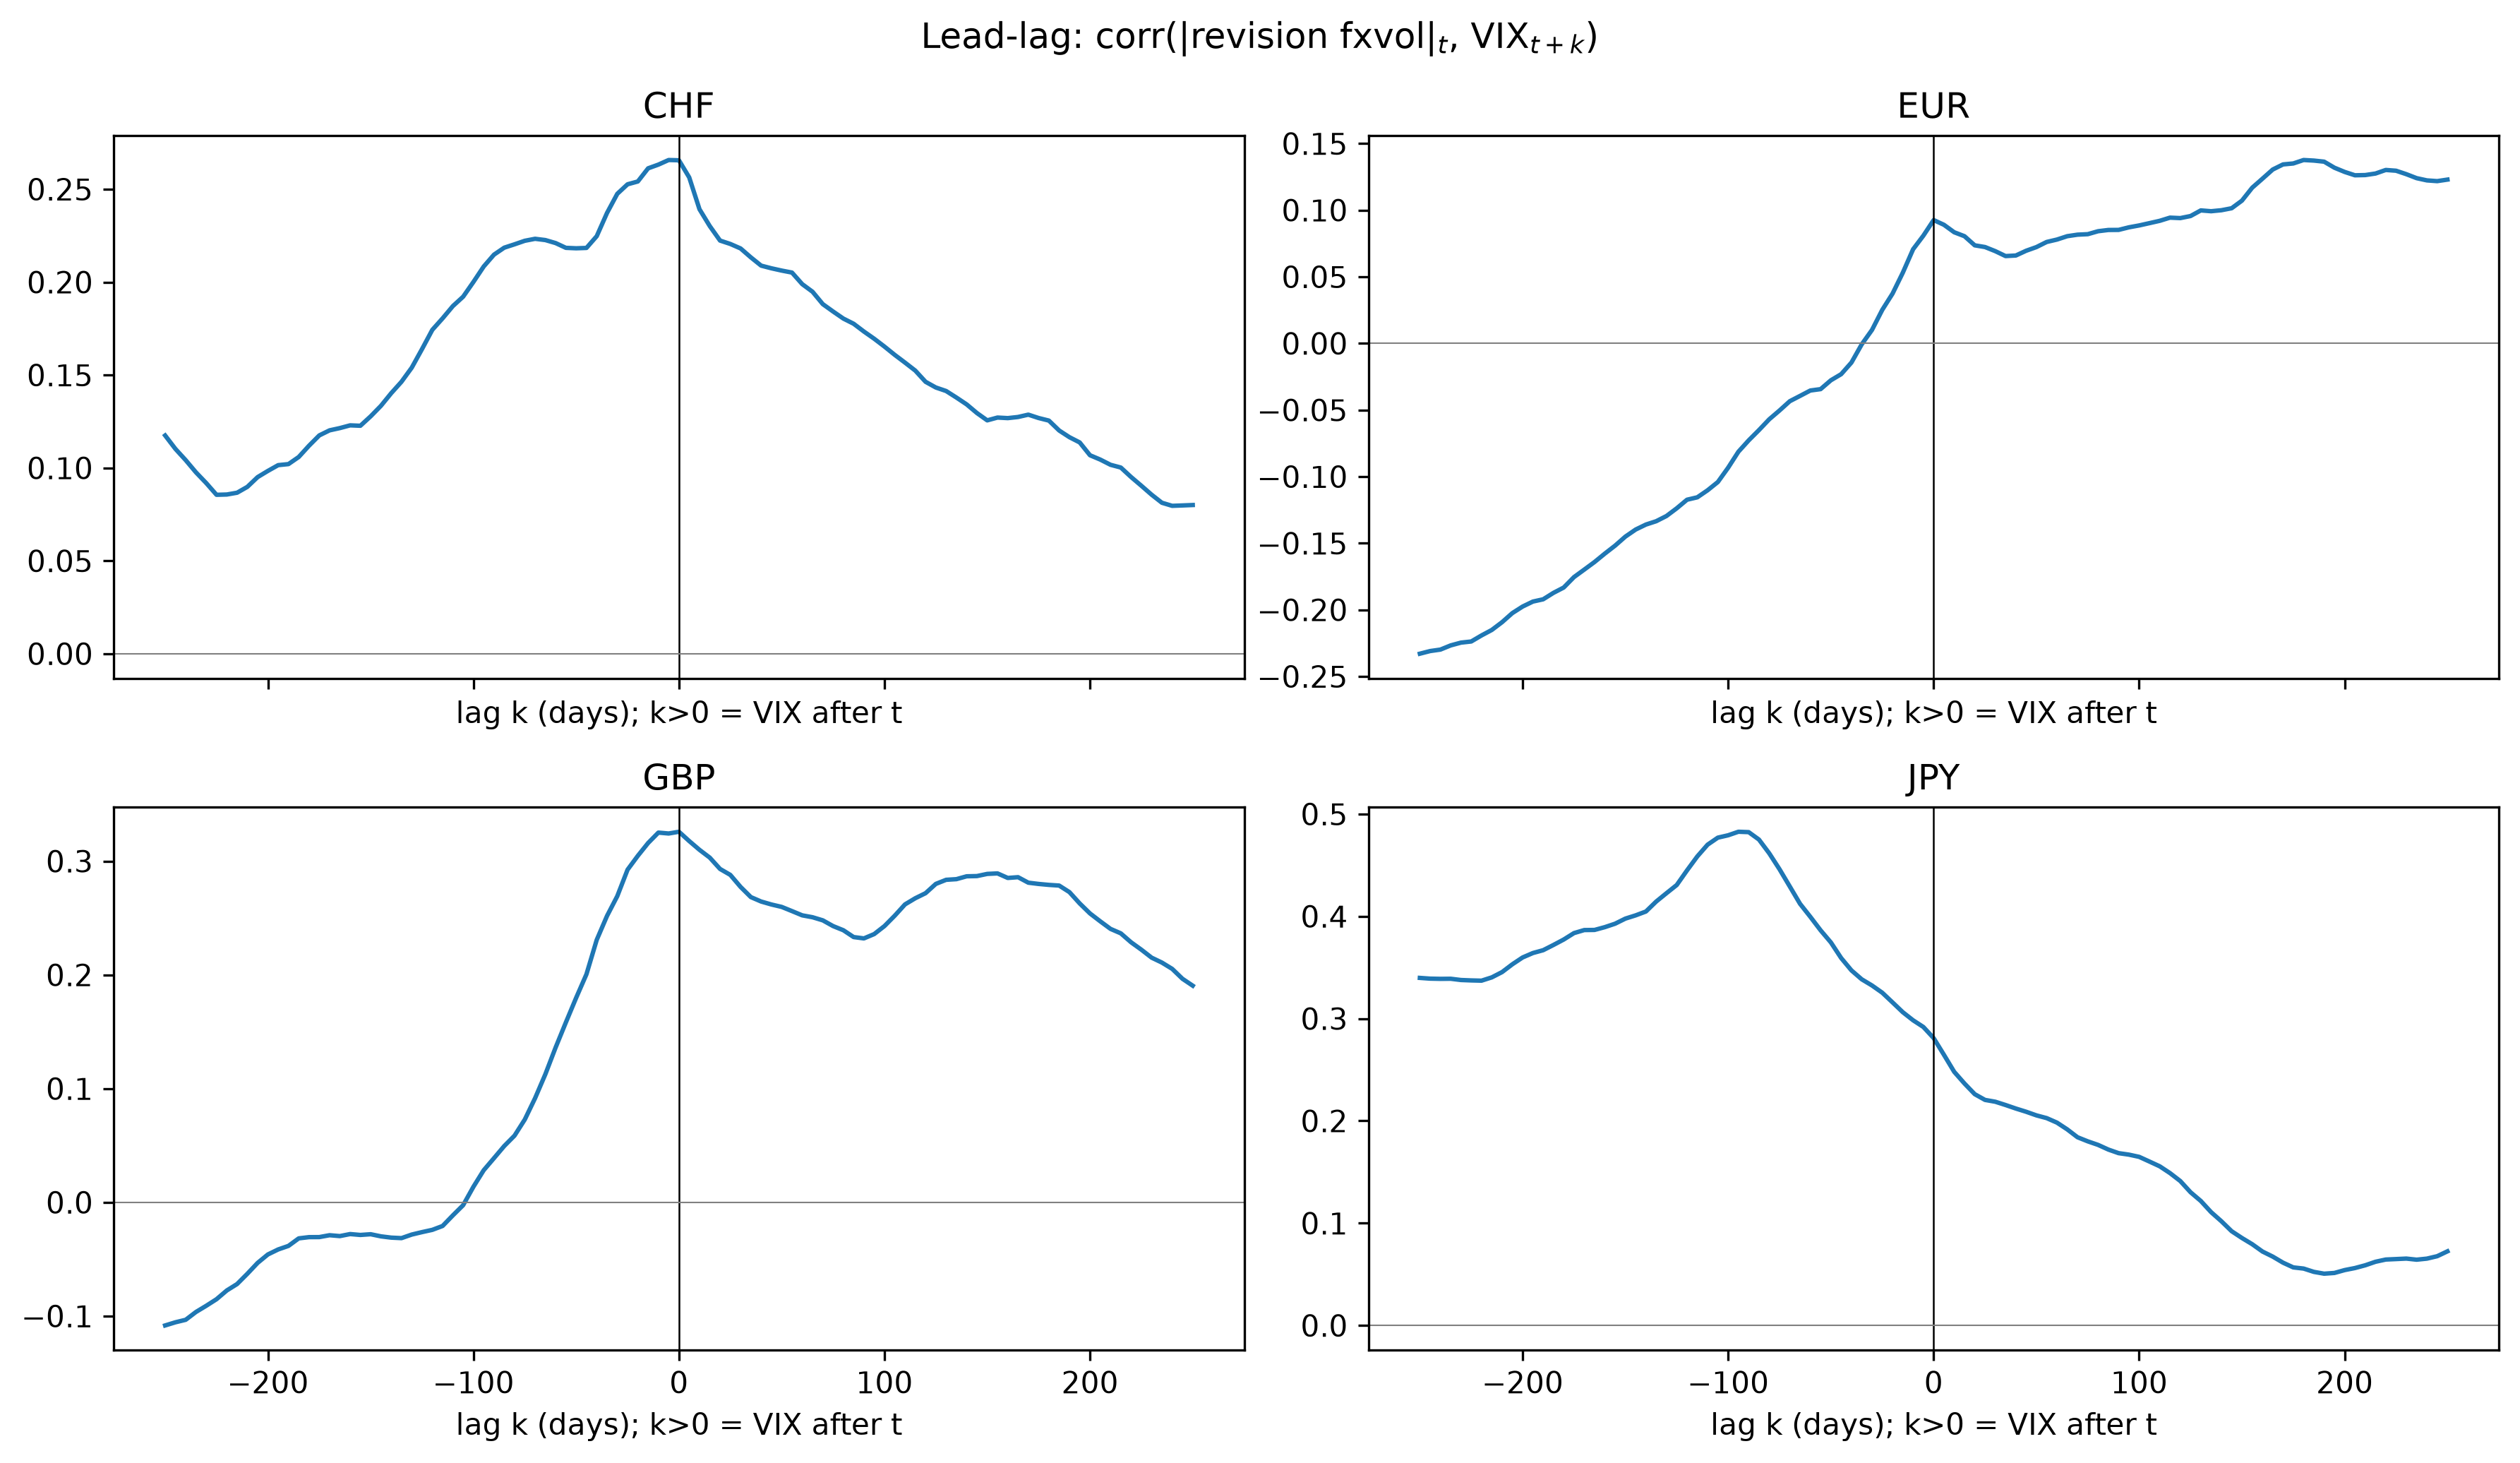 Lead-lag: corr(|revision fxvol|t, VIXt+k)
CHF
0.25
0.20
0.15
0.10
0.05
0.00
lag k (days); k>0 = VIX after t
EUR
0.15
0.10
0.05
0.00
−0.05
−0.10
−0.15
−0.20
−0.25
lag k (days); k>0 = VIX after t
GBP
0.3
0.2
0.1
0.0
−0.1
−200 −100 0 100 200
lag k (days); k>0 = VIX after t
JPY
0.5
0.4
0.3
0.2
0.1
0.0
−200 −100 0 100 200
lag k (days); k>0 = VIX after t